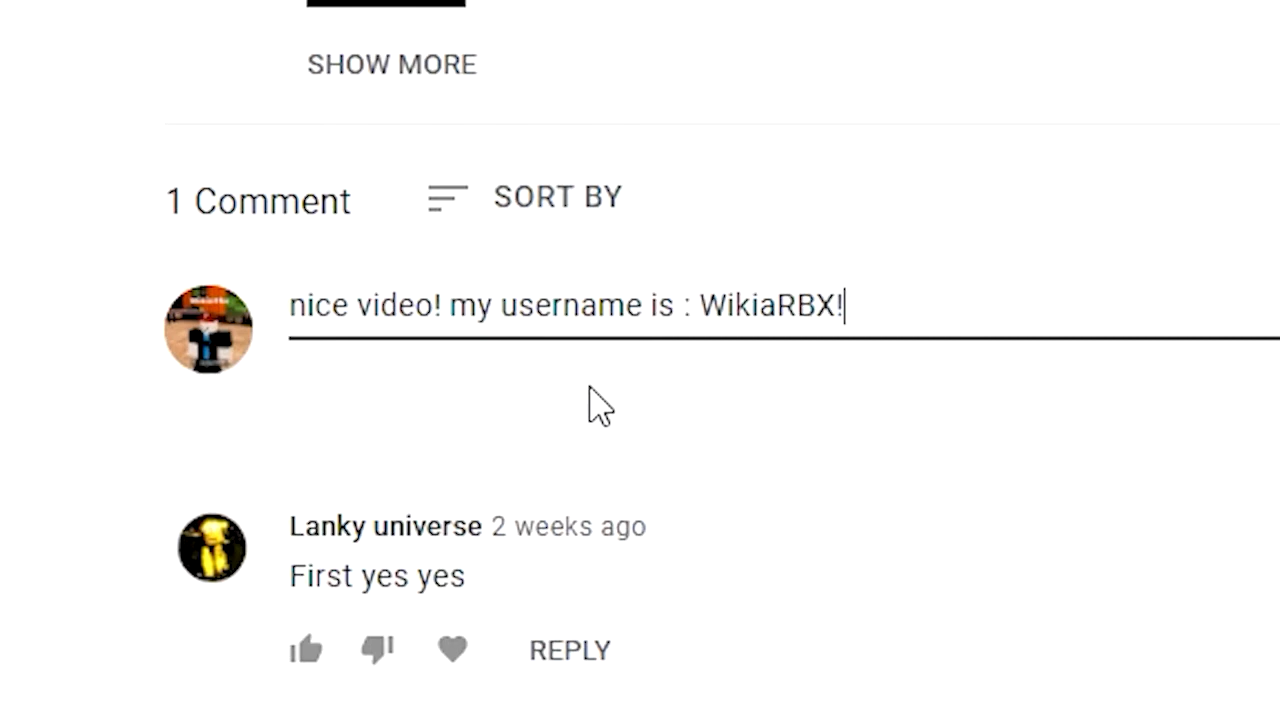 SHOW MORE
1 Comment
SORT BY
nice video! my username is : WikiaRBX!
Lanky universe 2 weeks ago
First yes yes
REPLY